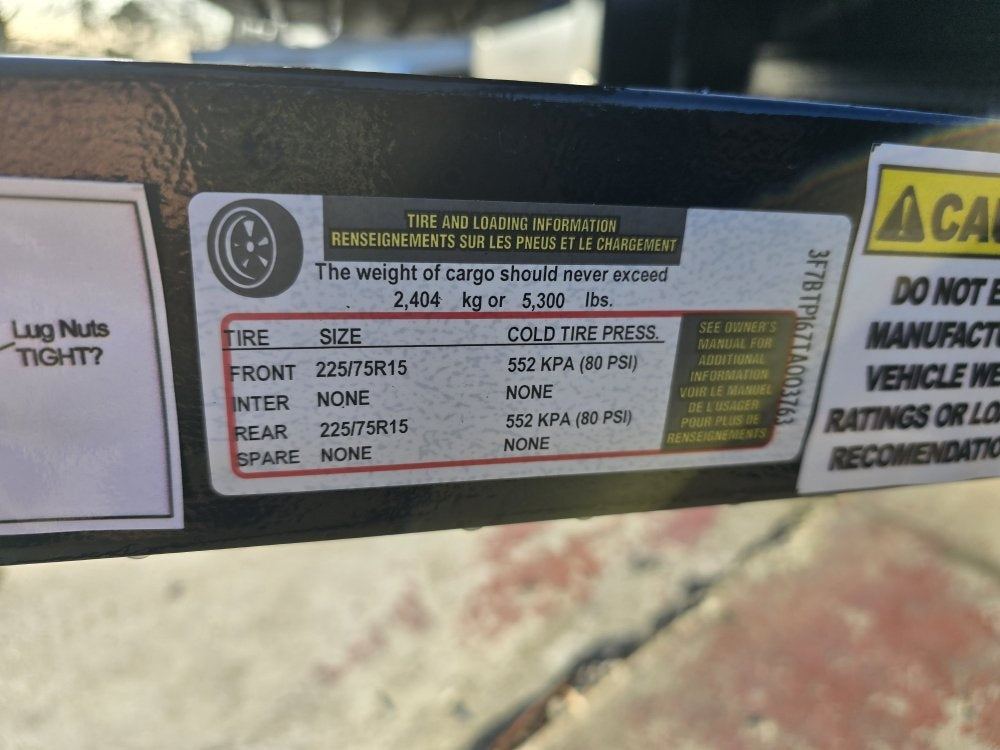 Lug Nuts
TIGHT?
TIRE AND LOADING INFORMATION
RENSEIGNEMENTS SUR LES PNEUS ET LE CHARGEMENT
The weight of cargo should never exceed
2,404 kg or 5,300 lbs.
TIRE SIZE COLD TIRE PRESS.
FRONT 225/75R15 552 KPA (80 PSI)
INTER NONE NONE
REAR 225/75R15 552 KPA (80 PSI)
SPARE NONE NONE
SEE OWNER'S
MANUAL FOR
ADDITIONAL
INFORMATION
VOIR LE MANUEL
DE L'USAGER
POUR PLUS DE
RENSEIGNEMENTS
DO NOT
MANUFACTU
VEHICLE WE
RATINGS OR LO
RECOMENDATIO
CAU